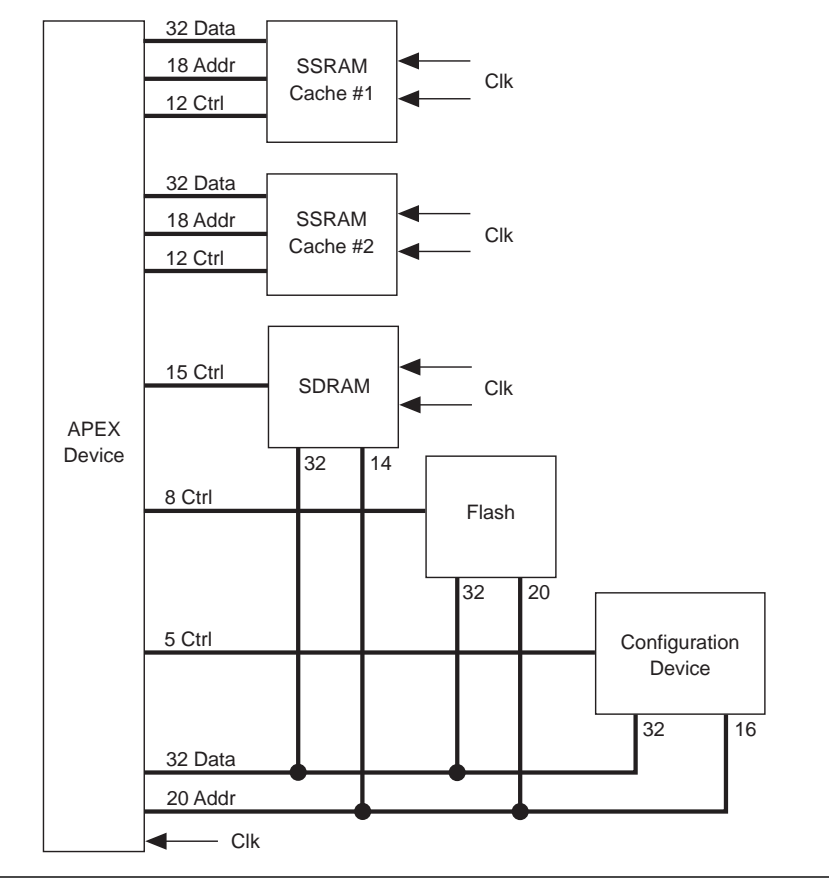 32 Data
18 Addr
12 Ctrl
SSRAM
Cache #1
Clk
32 Data
18 Addr
12 Ctrl
SSRAM
Cache #2
Clk
15 Ctrl
SDRAM
Clk
APEX
Device
32
14
8 Ctrl
Flash
32
20
5 Ctrl
Configuration
Device
32
16
32 Data
20 Addr
Clk